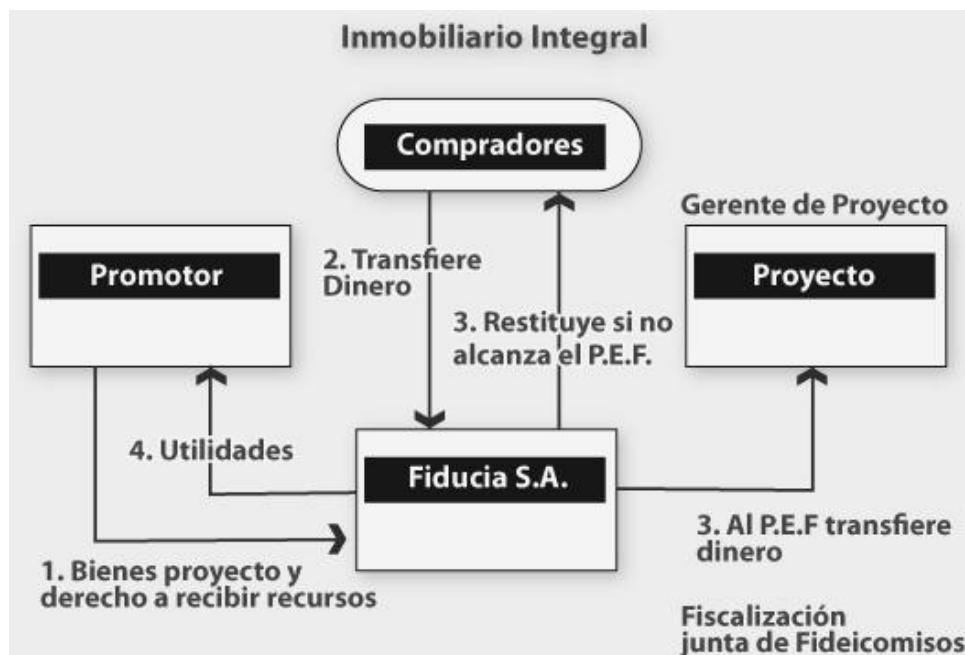 Inmobiliario Integral
Compradores
Gerente de Proyecto
Promotor
2. Transfiere
Dinero
Proyecto
3. Restituye si no
alcanza el P.E.F.
4. Utilidades
Fiducia S.A.
3. Al P.E.F transfiere
dinero
1. Bienes proyecto y
derecho a recibir recursos
Fiscalización
junta de Fideicomisos